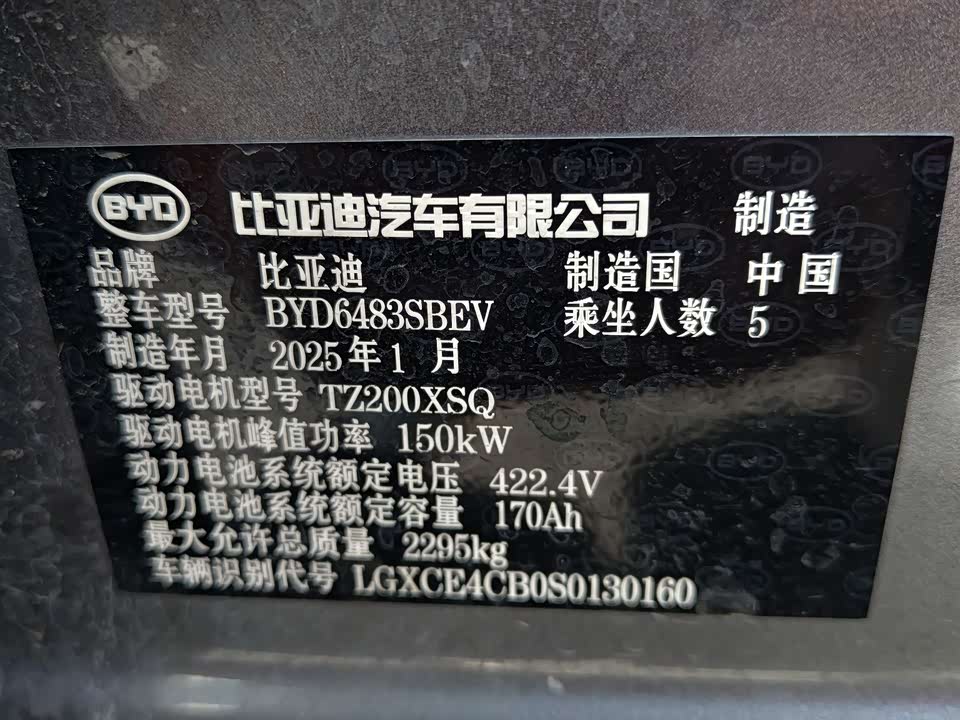 BYD 比亚迪汽车有限公司 制造
品牌 比亚迪 制造国 中国
整车型号 BYD6483SBEV 乘坐人数 5
制造年月 2025年1月
驱动电机型号 TZ200XSQ
驱动电机峰值功率 150kW
动力电池系统额定电压 422.4V
动力电池系统额定容量 170Ah
最大允许总质量 2295kg
车辆识别代号 LGXCE4CB0S0130160